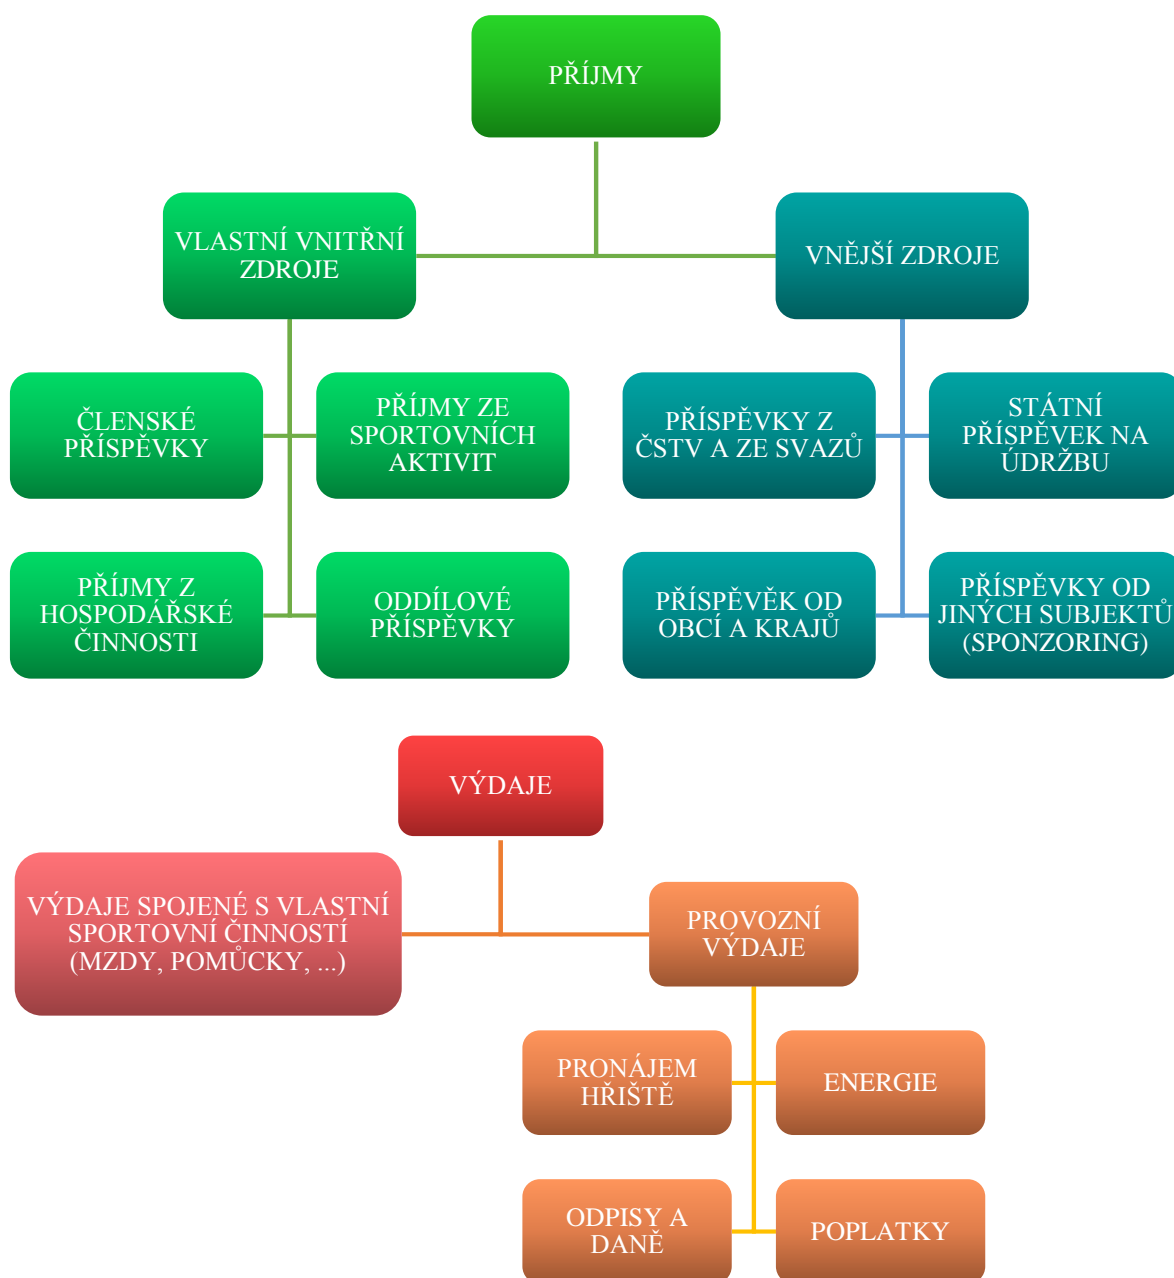 PŘÍJMY
VLASTNÍ VNITŘNÍ
ZDROJE
VNĚJŠÍ ZDROJE
ČLENSKÉ
PŘÍSPĚVKY
PŘÍJMY ZE
SPORTOVNÍCH
AKTIVIT
PŘÍSPĚVKY Z
ČSTV A ZE SVAZŮ
STÁTNÍ
PŘÍSPĚVEK NA
ÚDRŽBU
PŘÍJMY Z
HOSPODÁŘSKÉ
ČINNOSTI
ODDÍLOVÉ
PŘÍSPĚVKY
PŘÍSPĚVĚK OD
OBCÍ A KRAJŮ
PŘÍSPĚVKY OD
JINÝCH SUBJEKTŮ
(SPONZORING)
VÝDAJE
VÝDAJE SPOJENÉ S VLASTNÍ
SPORTOVNÍ ČINNOSTÍ
(MZDY, POMŮCKY, ...)
PROVOZNÍ
VÝDAJE
PRONÁJEM
HŘIŠTĚ
ENERGIE
ODPISY A
DANĚ
POPLATKY